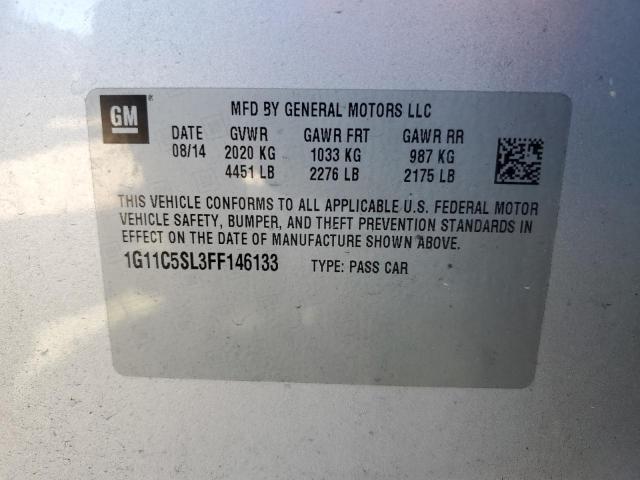 GM ® MFD BY GENERAL MOTORS LLC
DATE GVWR GAWR FRT GAWR RR
08/14 2020 KG 1033 KG 987 KG
4451 LB 2276 LB 2175 LB
THIS VEHICLE CONFORMS TO ALL APPLICABLE U.S. FEDERAL MOTOR
VEHICLE SAFETY, BUMPER, AND THEFT PREVENTION STANDARDS IN
EFFECT ON THE DATE OF MANUFACTURE SHOWN ABOVE.
1G11C5SL3FF146133 TYPE: PASS CAR